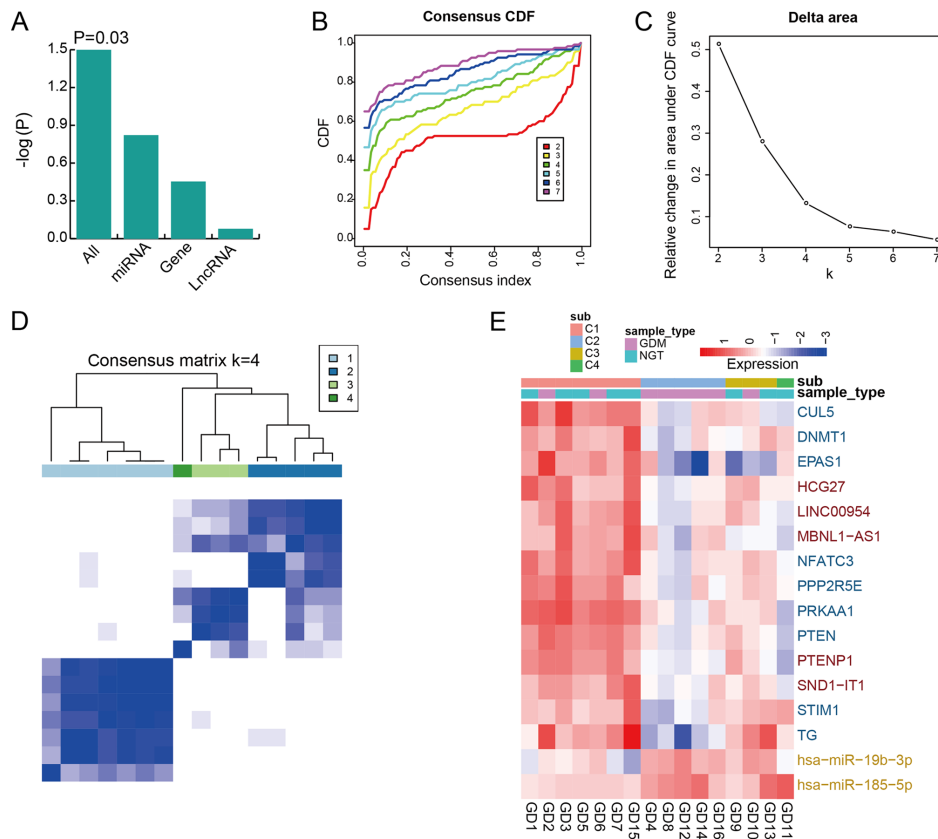 A
P=0.03
1.5
1.2
0.9
0.6
0.3
0.0
-log(P)
All
miRNA
Gene
LncRNA
B
Consensus CDF
1.0
0.8
0.6
0.4
0.2
0.0
CDF
2
3
4
5
6
7
0.0
0.2
0.4
0.6
0.8
1.0
Consensus index
C
Delta area
Relative change in area under CDF curve
0.5
0.4
0.3
0.2
0.1
2 3 4 5 6 7
k
D
Consensus matrix k=4
1
2
3
4
E
sub
C1
C2
C3
C4
sample_type
GDM
NGT
1 0 −1 −2 −3
Expression
sub
sample_type
CUL5
DNMT1
EPAS1
HCG27
LINC00954
MBNL1−AS1
NFATC3
PPP2R5E
PRKAA1
PTEN
PTENP1
SND1−IT1
STIM1
TG
hsa−miR−19b−3p
hsa−miR−185−5p
GD1
GD2
GD3
GD5
GD6
GD7
GD15
GD4
GD8
GD12
GD14
GD16
GD9
GD10
GD13
GD11